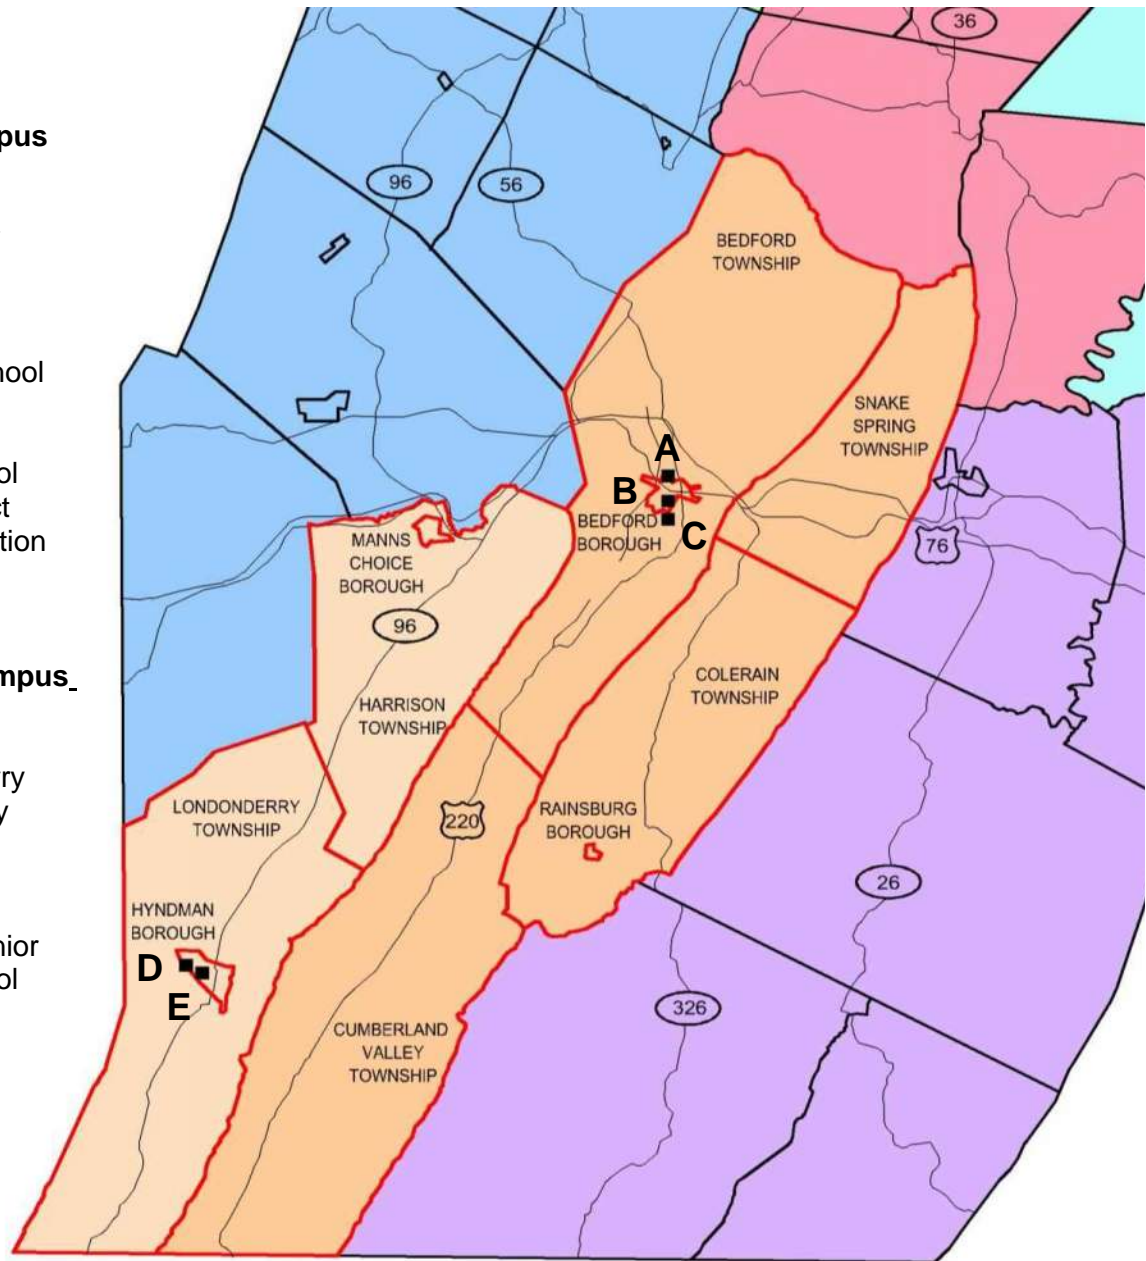 pus
hool
ol
ct
tion
mpus
ry
y
nior
ol
36
96
56
BEDFORD
TOWNSHIP
SNAKE
SPRING
TOWNSHIP
A
B
BEDFORD
BOROUGH
C
76
MANNS
CHOICE
BOROUGH
96
HARRISON
TOWNSHIP
COLERAIN
TOWNSHIP
LONDONDERRY
TOWNSHIP
220
RAINSBURG
BOROUGH
26
HYNDMAN
BOROUGH
D
E
326
CUMBERLAND
VALLEY
TOWNSHIP